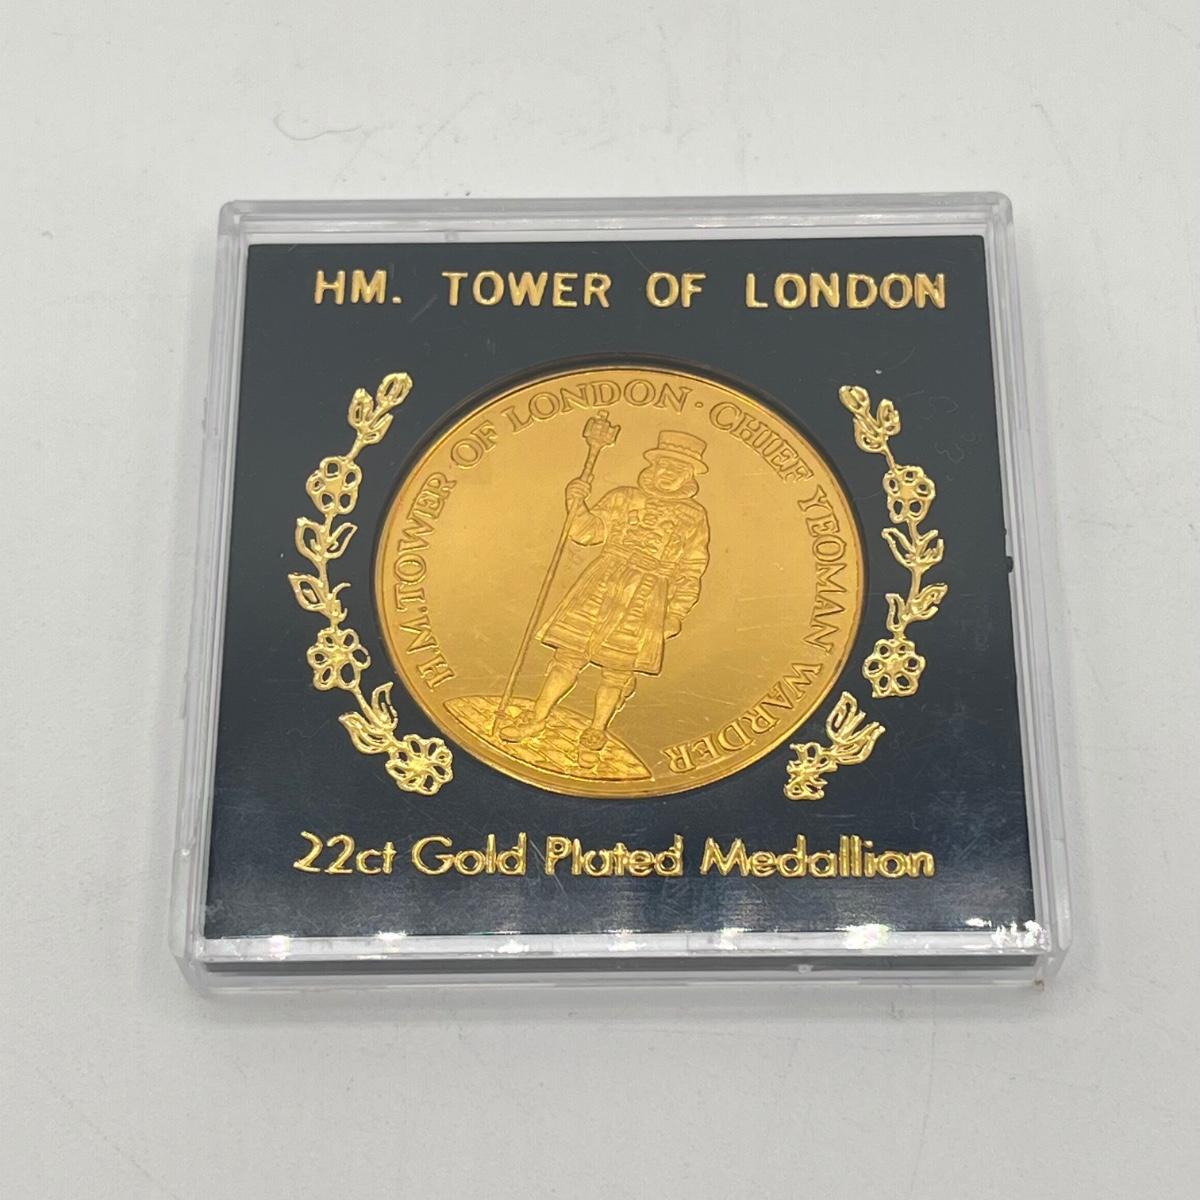 HM. TOWER OF LONDON
H.M. TOWER OF LONDON · CHIEF YEOMAN WARDER
22ct Gold Plated Medallion